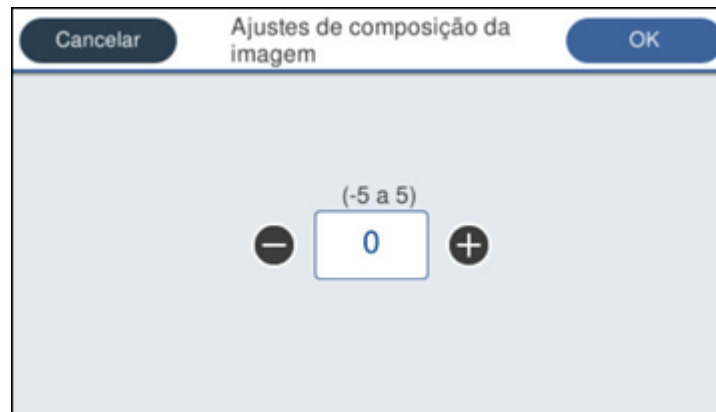 Cancelar
Ajustes de composição da
imagem
OK
(-5 a 5)
0